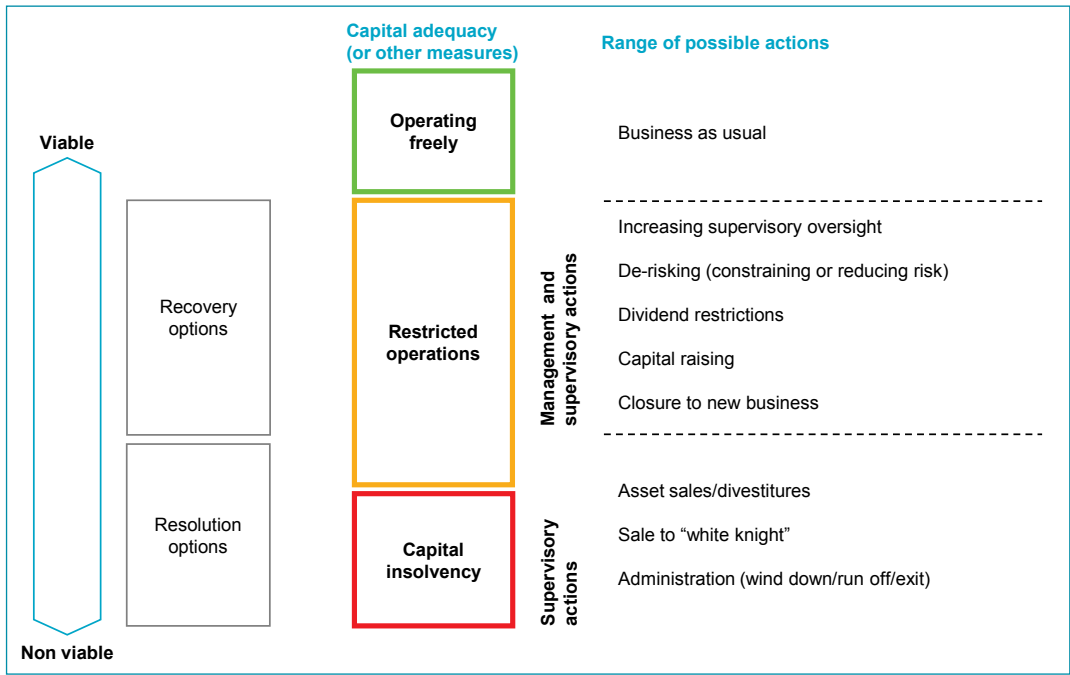 Capital adequacy
(or other measures)
Range of possible actions
Viable
Non viable
Recovery
options
Resolution
options
Operating
freely
Restricted
operations
Capital
insolvency
Management and
supervisory actions
Supervisory
actions
Business as usual
Increasing supervisory oversight
De-risking (constraining or reducing risk)
Dividend restrictions
Capital raising
Closure to new business
Asset sales/divestitures
Sale to “white knight”
Administration (wind down/run off/exit)